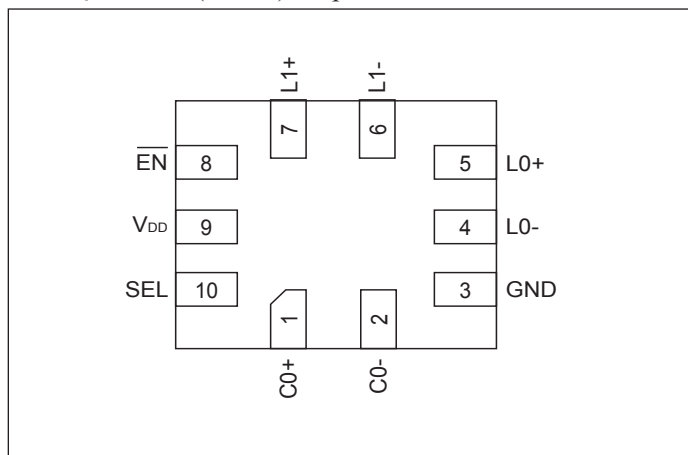 L1+ L1-
7 6
EN 8 5 L0+
VDD 9 4 L0-
SEL 10 3 GND
1 2
C0+ C0-